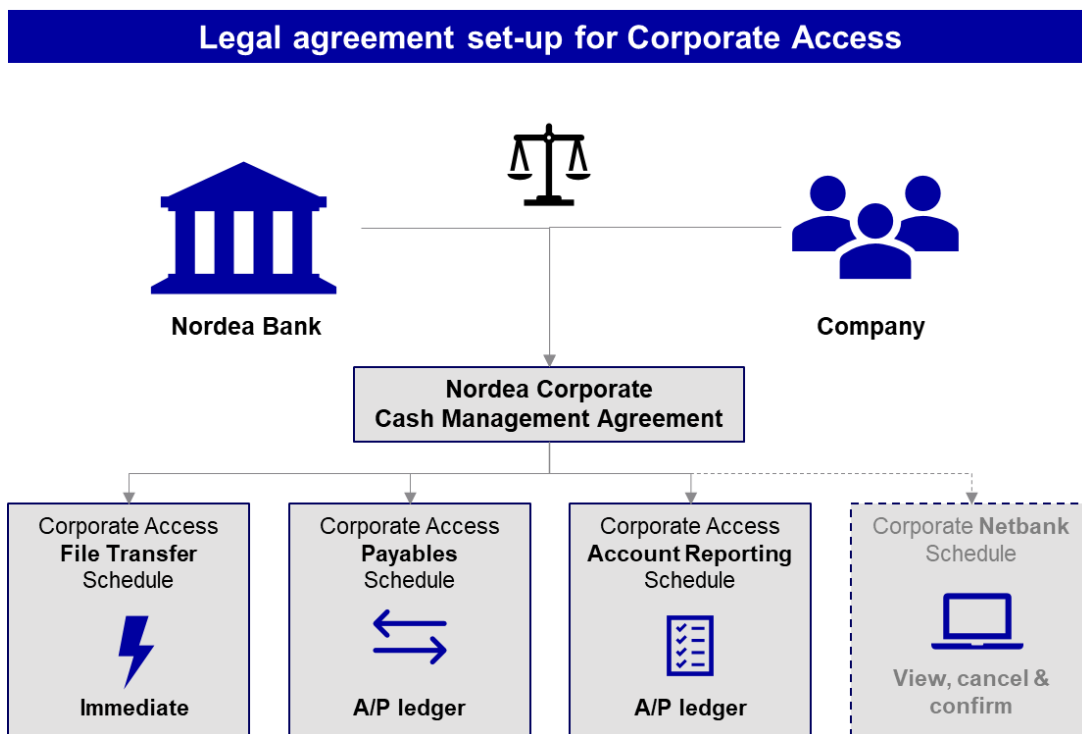 Legal agreement set-up for Corporate Access
Nordea Bank
Company
Nordea Corporate
Cash Management Agreement
Corporate Access
File Transfer
Schedule
Immediate
Corporate Access
Payables
Schedule
A/P ledger
Corporate Access
Account Reporting
Schedule
A/P ledger
Corporate Netbank
Schedule
View, cancel &
confirm